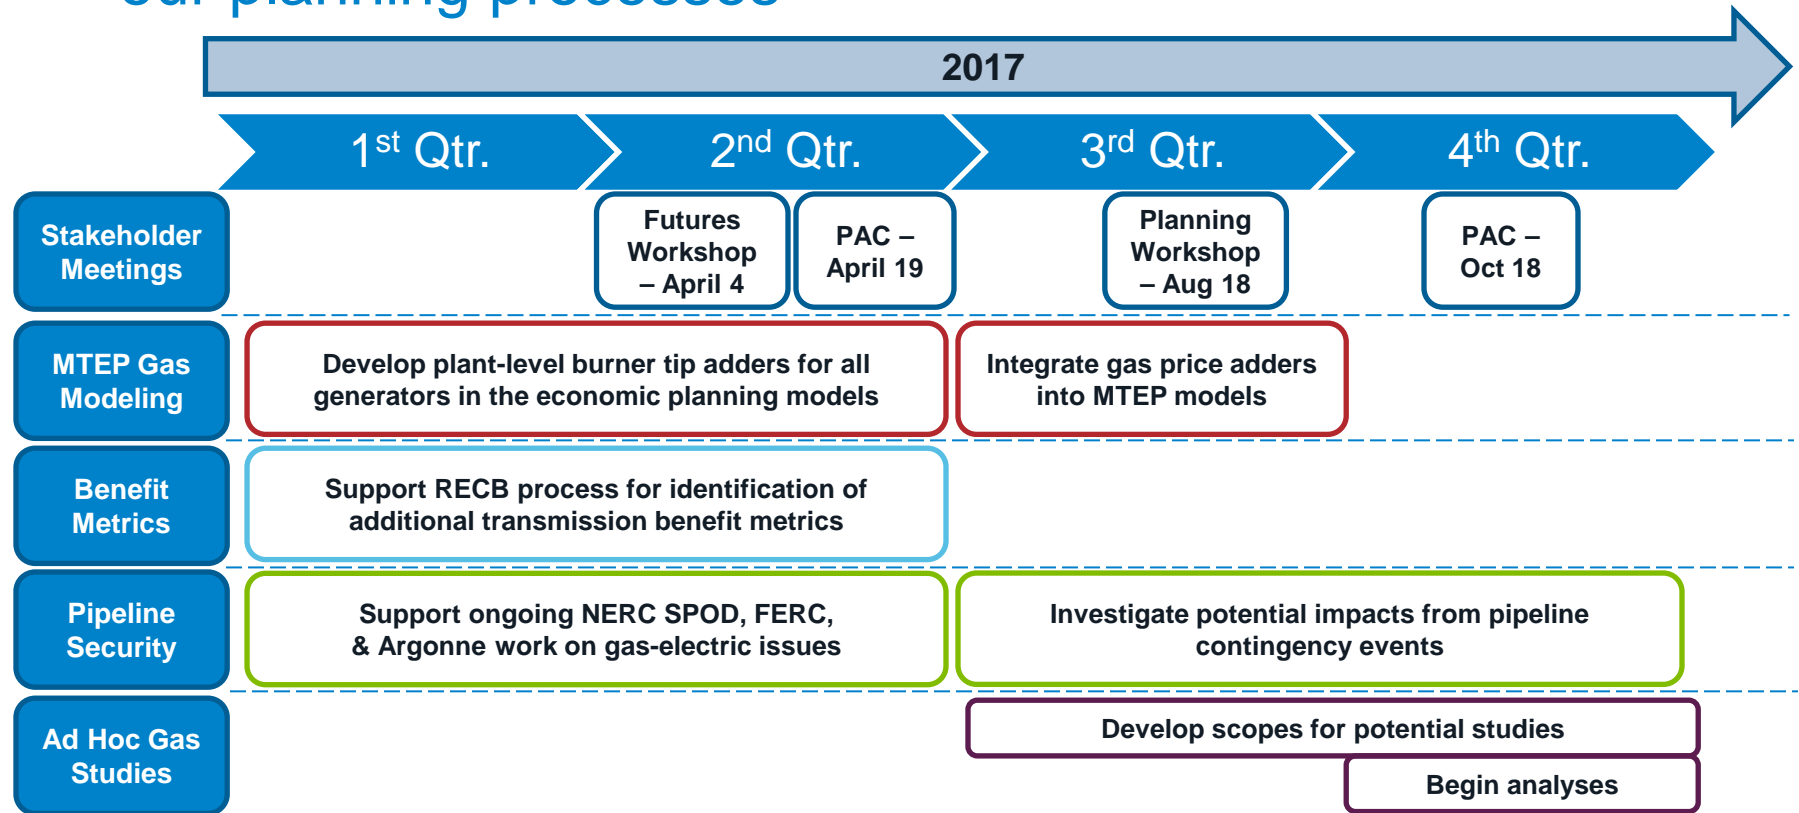 our planning processes
2017
1st Qtr.
2nd Qtr.
3rd Qtr.
4th Qtr.
Stakeholder
Meetings
Futures
Workshop
– April 4
PAC –
April 19
Planning
Workshop
– Aug 18
PAC –
Oct 18
MTEP Gas
Modeling
Develop plant-level burner tip adders for all
generators in the economic planning models
Integrate gas price adders
into MTEP models
Benefit
Metrics
Support RECB process for identification of
additional transmission benefit metrics
Pipeline
Security
Support ongoing NERC SPOD, FERC,
& Argonne work on gas-electric issues
Investigate potential impacts from pipeline
contingency events
Ad Hoc Gas
Studies
Develop scopes for potential studies
Begin analyses